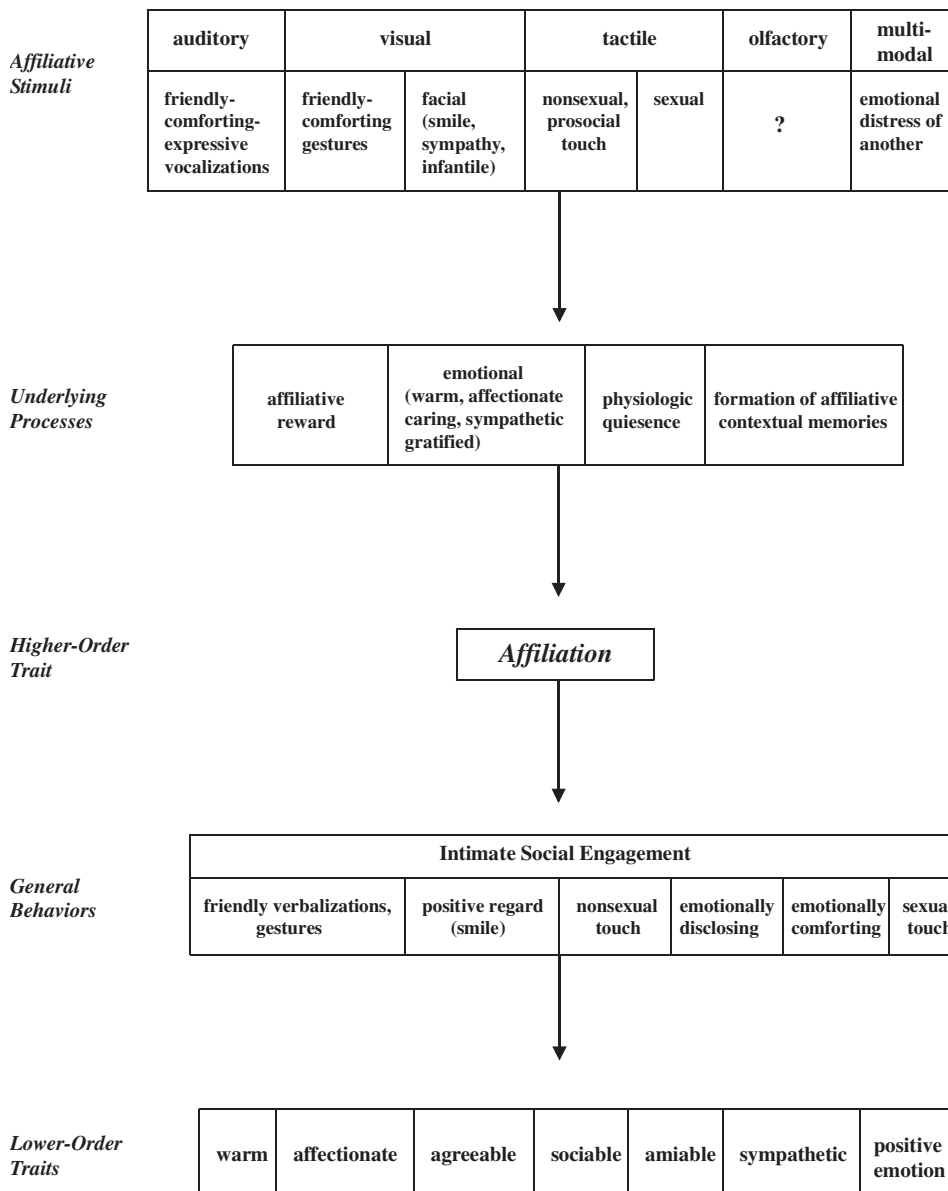 Affiliative
Stimuli
auditory
visual
tactile
olfactory
multi-
modal
friendly-
comforting-
expressive
vocalizations
friendly-
comforting
gestures
facial
(smile,
sympathy,
infantile)
nonsexual,
prosocial
touch
sexual
?
emotional
distress of
another
Underlying
Processes
affiliative
reward
emotional
(warm, affectionate
caring, sympathetic
gratified)
physiologic
quiesence
formation of affiliative
contextual memories
Higher-Order
Trait
Affiliation
General
Behaviors
Intimate Social Engagement
friendly verbalizations,
gestures
positive regard
(smile)
nonsexual
touch
emotionally
disclosing
emotionally
comforting
sexual
touch
Lower-Order
Traits
warm
affectionate
agreeable
sociable
amiable
sympathetic
positive
emotion